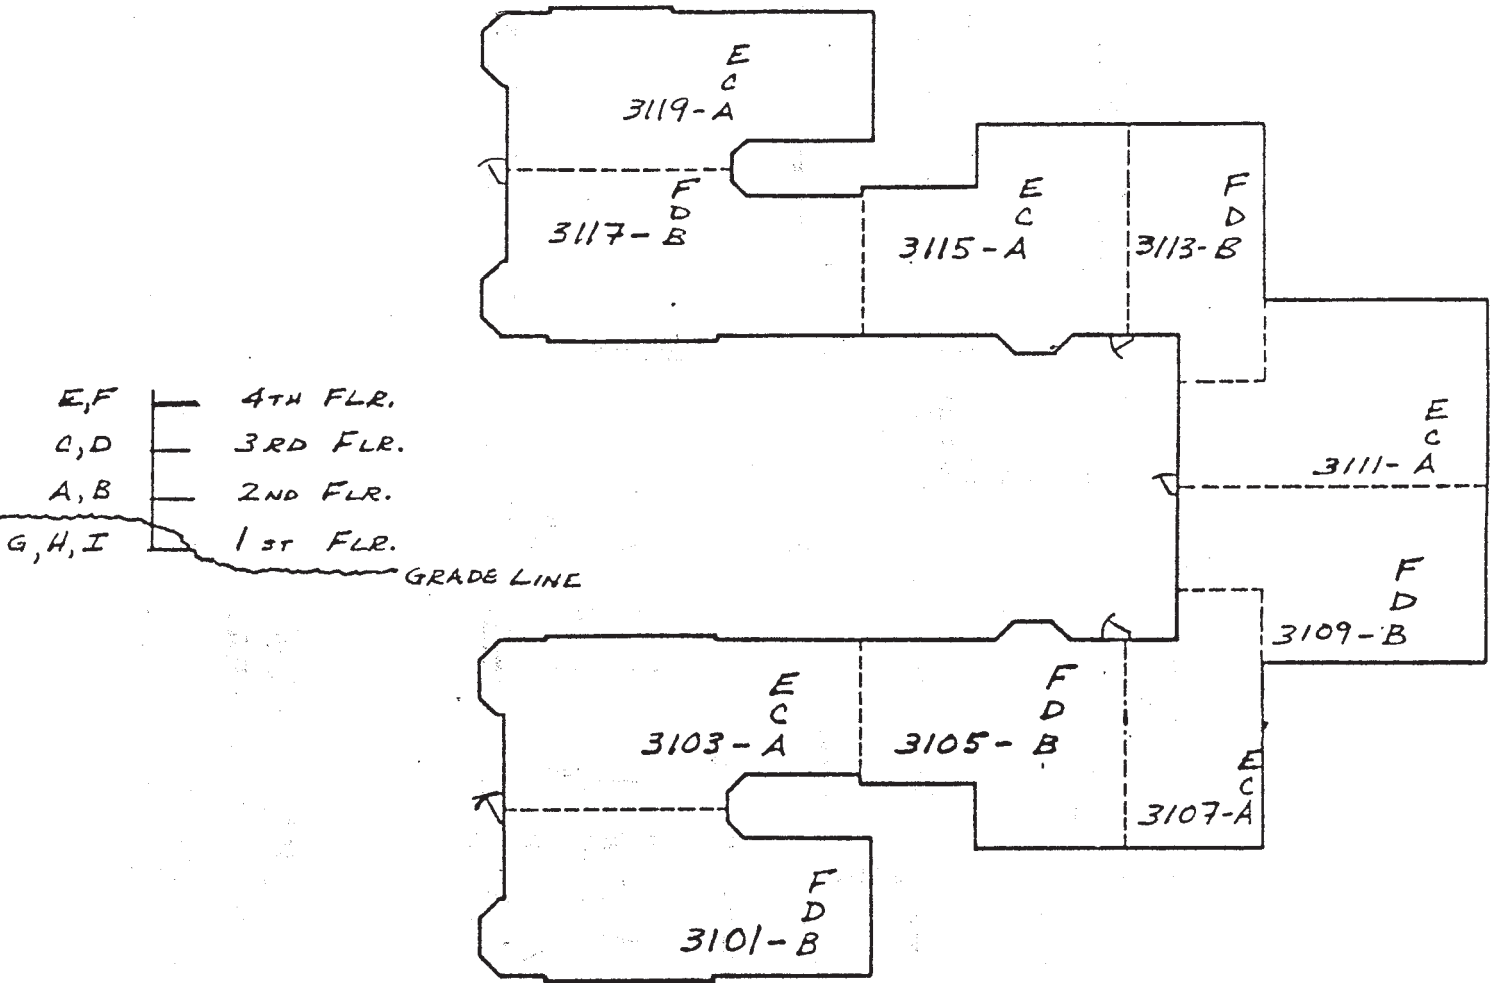 E
C
3119-A
F
D
3117-B
E
C
3115-A
F
D
3113-B
E
C
3111-A
E,F 4TH FLR.
C,D 3RD FLR.
A,B 2ND FLR.
G,H,I 1ST FLR.
GRADE LINE
F
D
3109-B
E
C
3103-A
F
D
3105-B
E
C
3107-A
F
D
3101-B